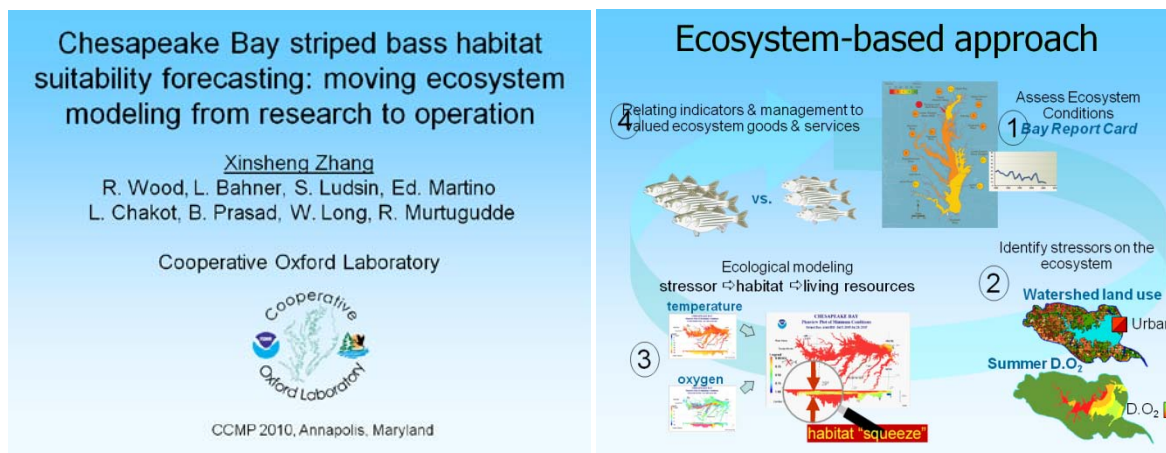 Chesapeake Bay striped bass habitat
suitability forecasting: moving ecosystem
modeling from research to operation
Xinsheng Zhang
R. Wood, L. Bahner, S. Ludsin, Ed. Martino
L. Chakot, B. Prasad, W. Long, R. Murtugudde
Cooperative Oxford Laboratory
Cooperative
Oxford Laboratory
CCMP 2010, Annapolis, Maryland
Ecosystem-based approach
4
Relating indicators & management to
valued ecosystem goods & services
vs.
1
Assess Ecosystem
Conditions
Bay Report Card
2
Identify stressors on the
ecosystem
Watershed land use
Urban
Summer D.O₂
D.O₂
3
Ecological modeling
stressor ⇨habitat ⇨living resources
temperature
oxygen
CHESAPEAKE BAY
habitat “squeeze”